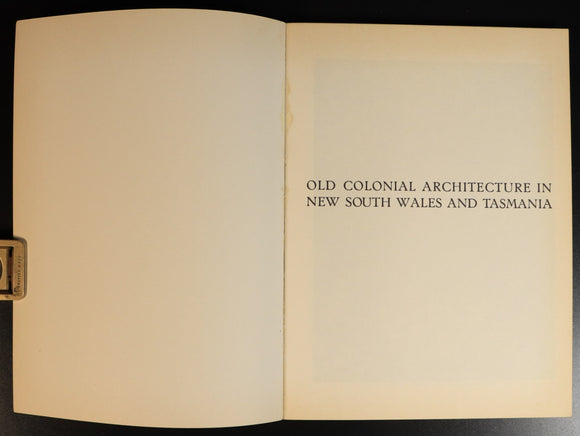 OLD COLONIAL ARCHITECTURE IN
NEW SOUTH WALES AND TASMANIA